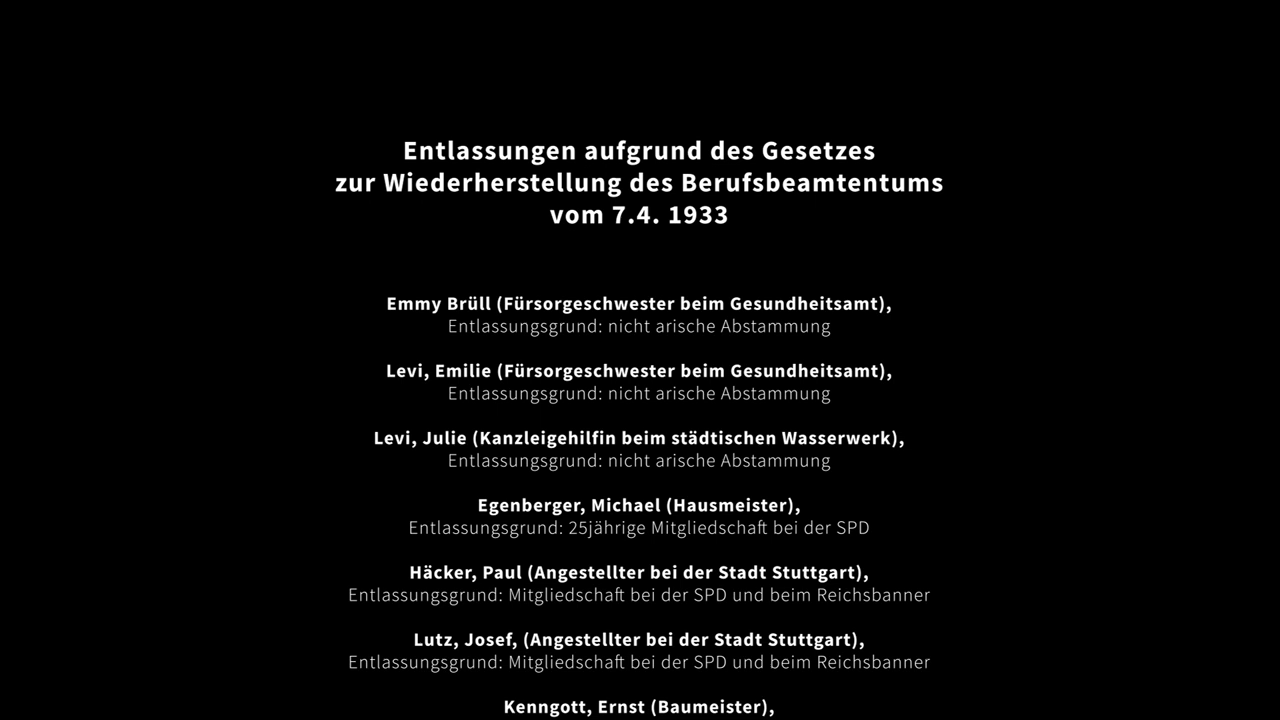 Entlassungen aufgrund des Gesetzes
zur Wiederherstellung des Berufsbeamtentums
vom 7.4. 1933
Emmy Brüll (Fürsorgeschwester beim Gesundheitsamt),
Entlassungsgrund: nicht arische Abstammung
Levi, Emilie (Fürsorgeschwester beim Gesundheitsamt),
Entlassungsgrund: nicht arische Abstammung
Levi, Julie (Kanzleigehilfin beim städtischen Wasserwerk),
Entlassungsgrund: nicht arische Abstammung
Egenberger, Michael (Hausmeister),
Entlassungsgrund: 25jährige Mitgliedschaft bei der SPD
Häcker, Paul (Angestellter bei der Stadt Stuttgart),
Entlassungsgrund: Mitgliedschaft bei der SPD und beim Reichsbanner
Lutz, Josef, (Angestellter bei der Stadt Stuttgart),
Entlassungsgrund: Mitgliedschaft bei der SPD und beim Reichsbanner
Kenngott, Ernst (Baumeister),